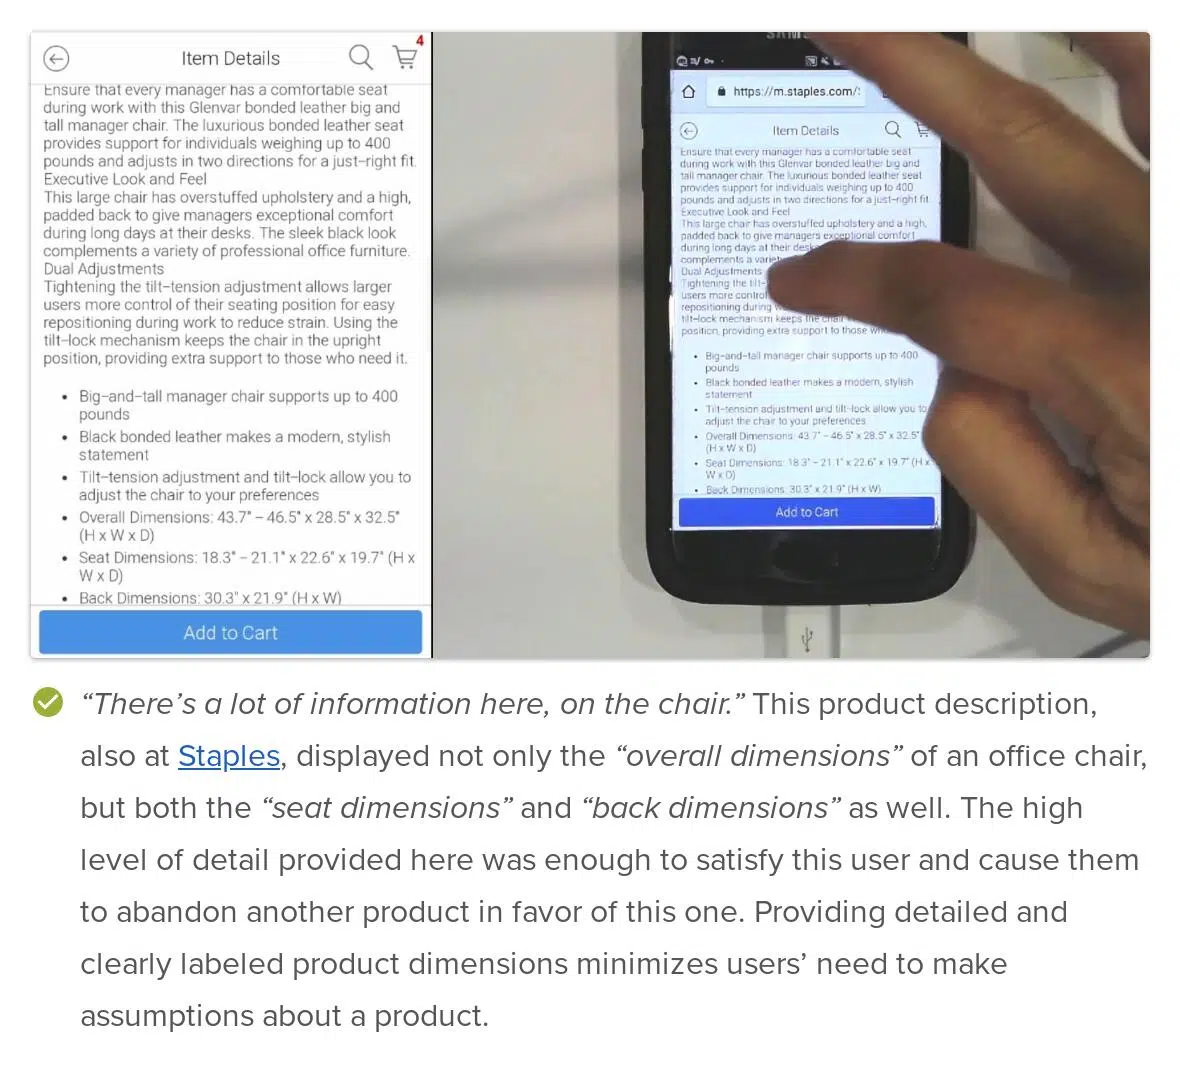 Item Details
4
Ensure that every manager has a comfortable seat
during work with this Glenvar bonded leather big and
tall manager chair. The luxurious bonded leather seat
provides support for individuals weighing up to 400
pounds and adjusts in two directions for a just-right fit.
Executive Look and Feel
This large chair has overstuffed upholstery and a high,
padded back to give managers exceptional comfort
during long days at their desks. The sleek black look
complements a variety of professional office furniture.
Dual Adjustments
Tightening the tilt-tension adjustment allows larger
users more control of their seating position for easy
repositioning during work to reduce strain. Using the
tilt-lock mechanism keeps the chair in the upright
position, providing extra support to those who need it.
• Big-and-tall manager chair supports up to 400
pounds
• Black bonded leather makes a modern, stylish
statement
• Tilt-tension adjustment and tilt-lock allow you to
adjust the chair to your preferences
• Overall Dimensions: 43.7" – 46.5" x 28.5" x 32.5"
(H x W x D)
• Seat Dimensions: 18.3" – 21.1" x 22.6" x 19.7" (H x
W x D)
• Back Dimensions: 30.3" x 21.9" (H x W)
Add to Cart
https://m.staples.com/
Item Details
Ensure that every manager has a comfortable seat
during work with this Glenvar bonded leather big and
tall manager chair. The luxurious bonded leather seat
provides support for individuals weighing up to 400
pounds and adjusts in two directions for a just-right fit.
Executive Look and Feel
This large chair has overstuffed upholstery and a high,
padded back to give managers exceptional comfort
during long days at their
complements a
Dual Adjustments
Tightening the tilt-
users more control
repositioning during
tilt-lock mechanism keeps the chair
position, providing extra support to those
• Big-and-tall manager chair supports up to 400
pounds
• Black bonded leather makes a modern, stylish
statement
• Tilt-tension adjustment and tilt-lock allow you to
adjust the chair to your preferences
• Overall Dimensions: 43.7" – 46.5" x 28.5" x 32.5"
(H x W x D)
• Seat Dimensions: 18.3" – 21.1" x 22.6" x 19.7" (H x
W x D)
• Back Dimensions: 30.3" x 21.9" (H x W)
Add to Cart
“There’s a lot of information here, on the chair.” This product description,
also at Staples, displayed not only the “overall dimensions” of an office chair,
but both the “seat dimensions” and “back dimensions” as well. The high
level of detail provided here was enough to satisfy this user and cause them
to abandon another product in favor of this one. Providing detailed and
clearly labeled product dimensions minimizes users’ need to make
assumptions about a product.